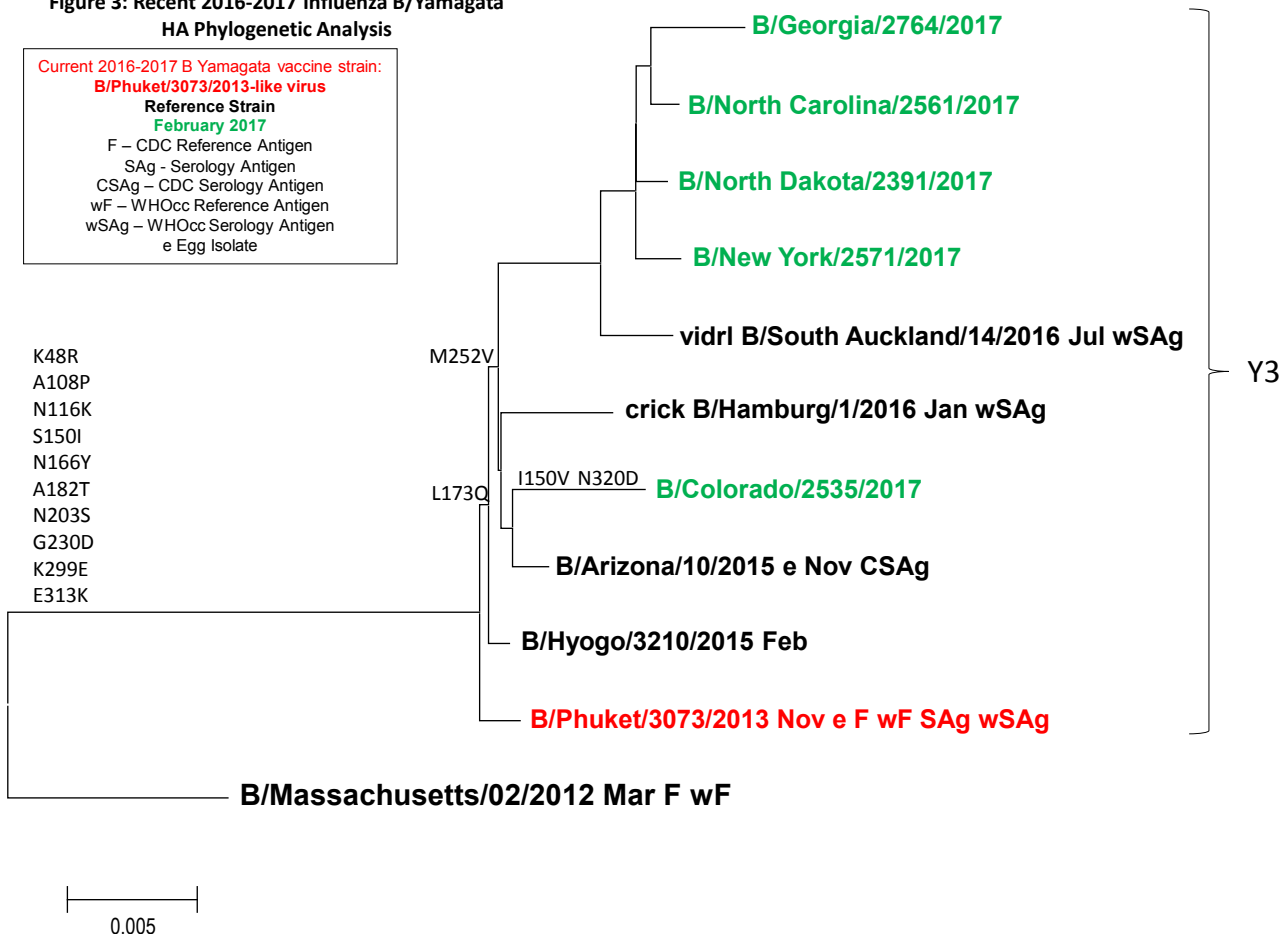 Figure 3: Recent 2016-2017 Influenza B/Yamagata
HA Phylogenetic Analysis
Current 2016-2017 B Yamagata vaccine strain:
B/Phuket/3073/2013-like virus
Reference Strain
February 2017
F – CDC Reference Antigen
SAg - Serology Antigen
CSAg – CDC Serology Antigen
wF – WHOcc Reference Antigen
wSAg – WHOcc Serology Antigen
e Egg Isolate
B/Georgia/2764/2017
B/North Carolina/2561/2017
B/North Dakota/2391/2017
B/New York/2571/2017
vidrl B/South Auckland/14/2016 Jul wSAg
K48R
A108P
N116K
S150I
N166Y
A182T
N203S
G230D
K299E
E313K
M252V
Y3
crick B/Hamburg/1/2016 Jan wSAg
L173Q
I150V N320D
B/Colorado/2535/2017
B/Arizona/10/2015 e Nov CSAg
B/Hyogo/3210/2015 Feb
B/Phuket/3073/2013 Nov e F wF SAg wSAg
B/Massachusetts/02/2012 Mar F wF
0.005